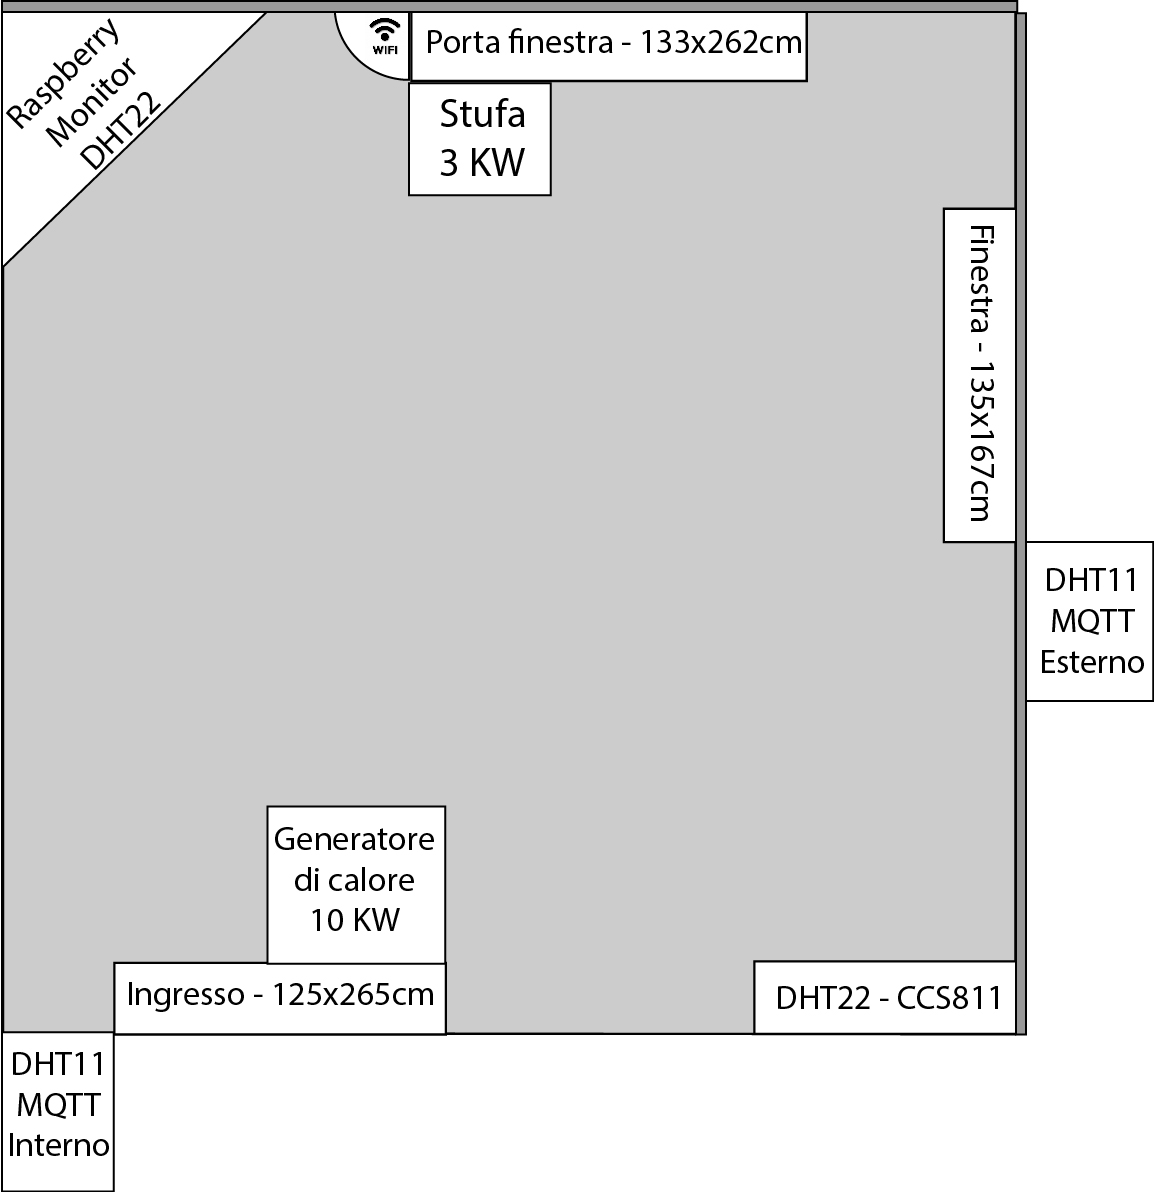 Raspberry
Monitor
DHT22
WIFI
Porta finestra - 133x262cm
Stufa
3 KW
Finestra - 135x167cm
DHT11
MQTT
Esterno
Generatore
di calore
10 KW
Ingresso - 125x265cm
DHT22 - CCS811
DHT11
MQTT
Interno